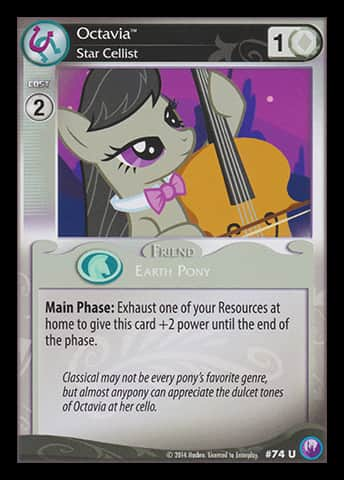 Octavia™
Star Cellist
1
COST
2
FRIEND
EARTH PONY
Main Phase: Exhaust one of your Resources at
home to give this card +2 power until the end of
the phase.
Classical may not be every pony's favorite genre,
but almost anypony can appreciate the dulcet tones
of Octavia at her cello.
© 2014 Hasbro. Licensed to Enterplay.
#74 U